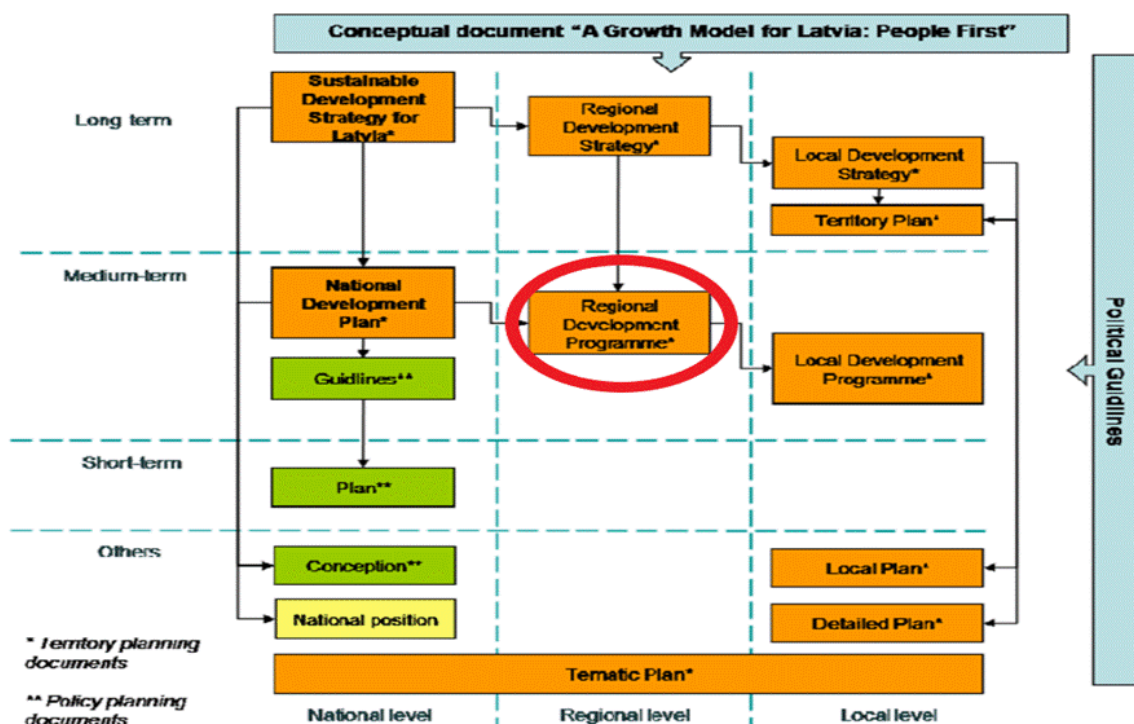 Conceptual document "A Growth Model for Latvia: People First"
Long term
Sustainable
Development
Strategy for
Latvia*
Regional
Development
Strategy*
Local Development
Strategy*
Territory Plan*
Medium-term
National
Development
Plan*
Regional
Development
Programme*
Local Development
Programme*
Guidlines**
Political Guidlines
Short-term
Plan**
Others
Conception**
Local Plan*
National position
Detailed Plan*
* Territory planning
documents
Tematic Plan*
** Policy planning
documents
National level
Regional level
Local level